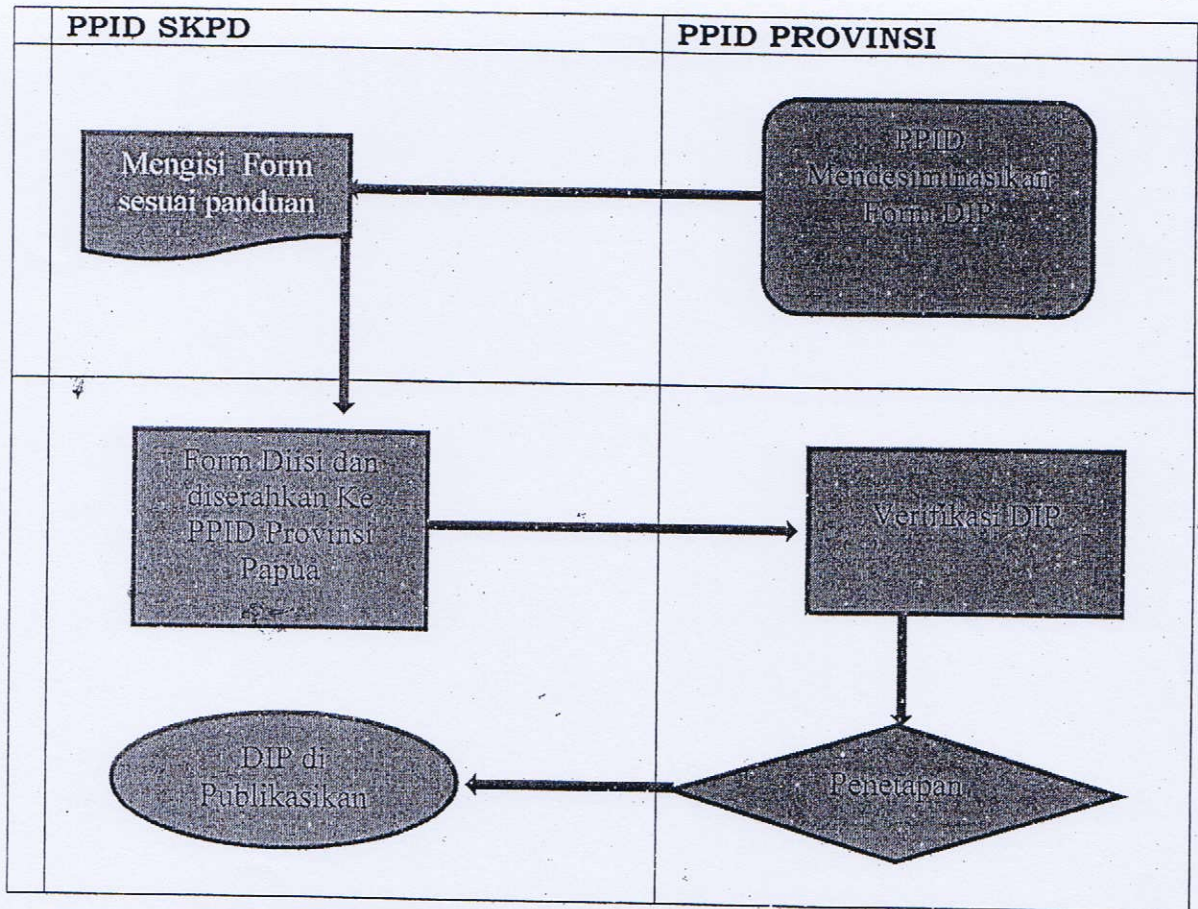 PPID SKPD
PPID PROVINSI
Mengisi Form
sesuai panduan
PPID
Mendesiminasikan
Form DIP
Form Diisi dan
diserahkan Ke
PPID Provinsi
Papua
Verifikasi DIP
DIP di
Publikasikan
Penetapan